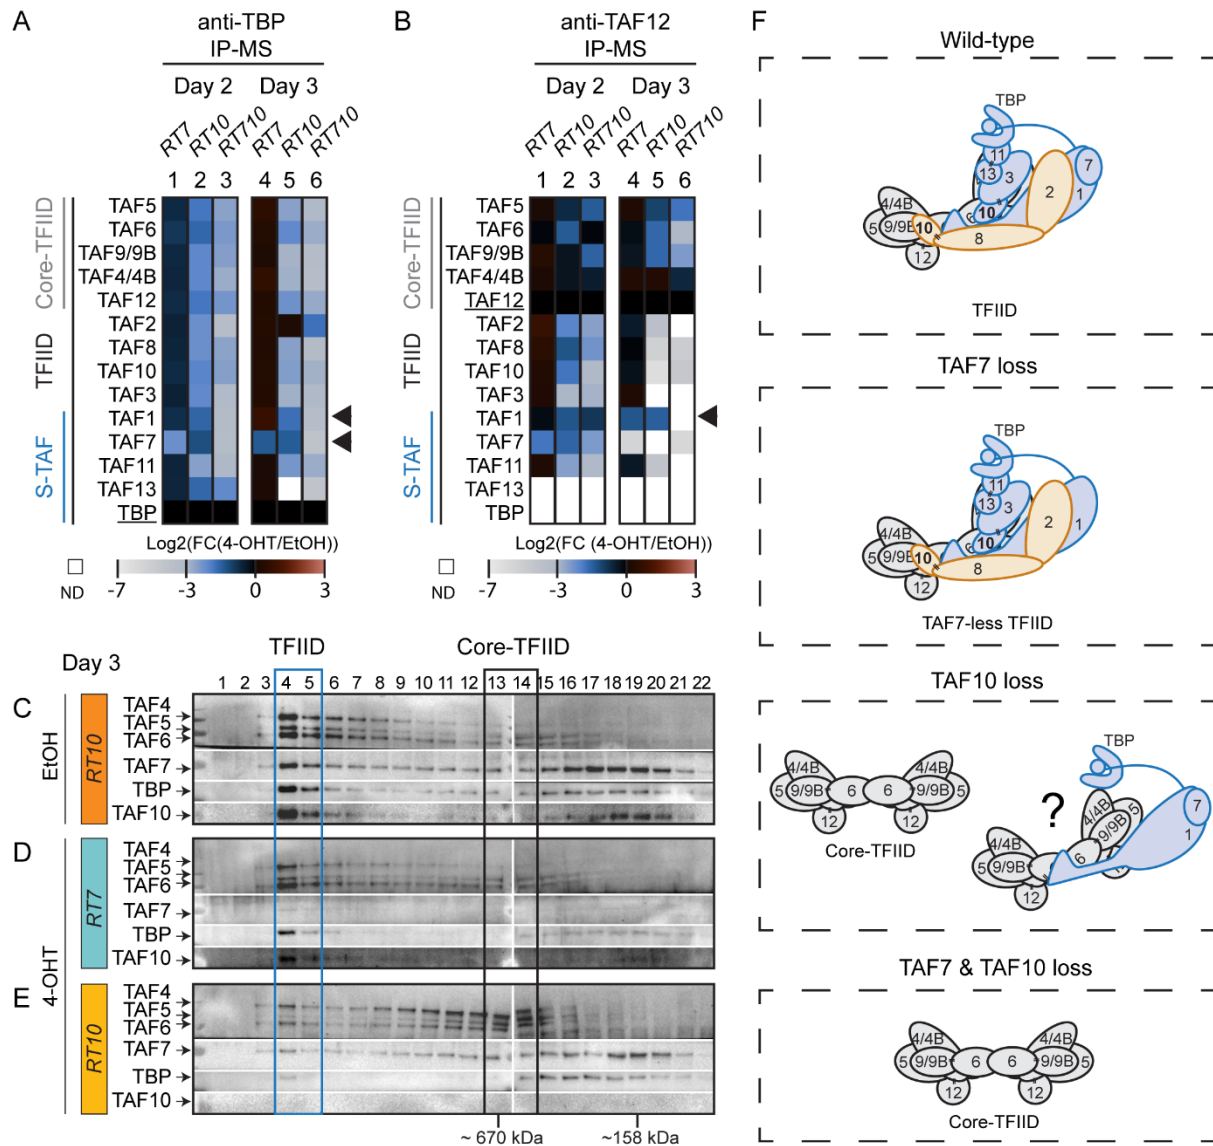 A
anti-TBP
IP-MS
Day 2
Day 3
RT7
RT10
RT710
RT7
RT10
RT710
1 2 3 4 5 6
Core-TFIID
TFIID
S-TAF
TAF5
TAF6
TAF9/9B
TAF4/4B
TAF12
TAF2
TAF8
TAF10
TAF3
TAF1
TAF7
TAF11
TAF13
TBP
Log2(FC(4-OHT/EtOH))
ND
-7 -3 0 3
B
anti-TAF12
IP-MS
Day 2
Day 3
RT7
RT10
RT710
RT7
RT10
RT710
1 2 3 4 5 6
Core-TFIID
TFIID
S-TAF
TAF5
TAF6
TAF9/9B
TAF4/4B
TAF12
TAF2
TAF8
TAF10
TAF3
TAF1
TAF7
TAF11
TAF13
TBP
Log2(FC (4-OHT/EtOH))
ND
-7 -3 0 3
Day 3
TFIID
Core-TFIID
1 2 3 4 5 6 7 8 9 10 11 12 13 14 15 16 17 18 19 20 21 22
C
EtOH
RT10
TAF4
TAF5
TAF6
TAF7
TBP
TAF10
D
4-OHT
RT7
TAF4
TAF5
TAF6
TAF7
TBP
TAF10
E
RT10
TAF4
TAF5
TAF6
TAF7
TBP
TAF10
~ 670 kDa
~158 kDa
F
Wild-type
TBP
11
13
3
2
7
1
4/4B
5
9/9B
10
6
10
8
12
TFIID
TAF7 loss
TBP
11
13
3
2
1
4/4B
5
9/9B
10
6
10
8
12
TAF7-less TFIID
TAF10 loss
4/4B
4/4B
5
9/9B
6
6
9/9B
5
12
12
Core-TFIID
?
TBP
4/4B
5
9/9B
7
1
4/4B
5
9/9B
6
12
12
TAF7 & TAF10 loss
4/4B
4/4B
5
9/9B
6
6
9/9B
5
12
12
Core-TFIID